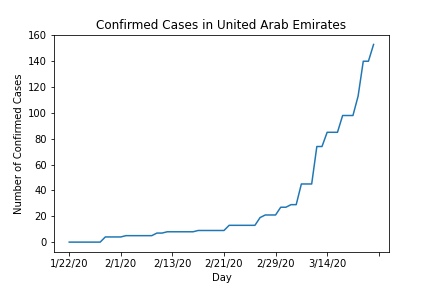 Confirmed Cases in United Arab Emirates
160
140
120
100
80
60
40
20
0
Number of Confirmed Cases
1/22/20 2/1/20 2/13/20 2/21/20 2/29/20 3/14/20
Day